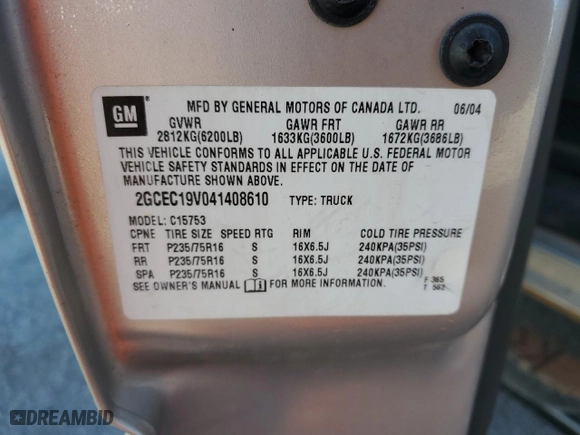 GM
MFD BY GENERAL MOTORS OF CANADA LTD. 06/04
GVWR GAWR FRT GAWR RR
2812KG(6200LB) 1633KG(3600LB) 1672KG(3686LB)
THIS VEHICLE CONFORMS TO ALL APPLICABLE U.S. FEDERAL MOTOR
VEHICLE SAFETY STANDARDS IN EFFECT ON THE DATE OF
MANUFACTURE SHOWN ABOVE.
2GCEC19V041408610 TYPE: TRUCK
MODEL: C15753
CPNE TIRE SIZE SPEED RTG RIM COLD TIRE PRESSURE
FRT P235/75R16 S 16X6.5J 240KPA(35PSI)
RR P235/75R16 S 16X6.5J 240KPA(35PSI)
SPA P235/75R16 S 16X6.5J 240KPA(35PSI)
SEE OWNER'S MANUAL FOR MORE INFORMATION.
F 365
T 502
DREAMBID